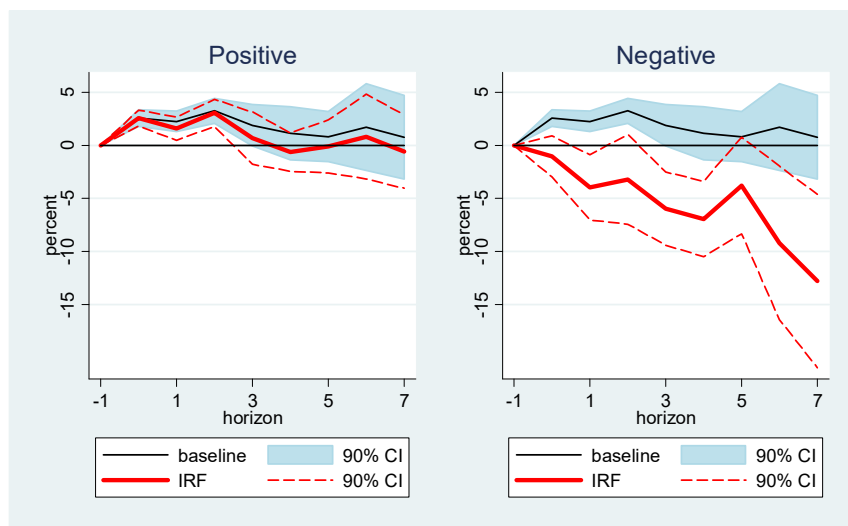 Positive
5
0
-5
-10
-15
percent
-1 1 3 5 7
horizon
baseline 90% CI
IRF 90% CI
Negative
5
0
-5
-10
-15
percent
-1 1 3 5 7
horizon
baseline 90% CI
IRF 90% CI